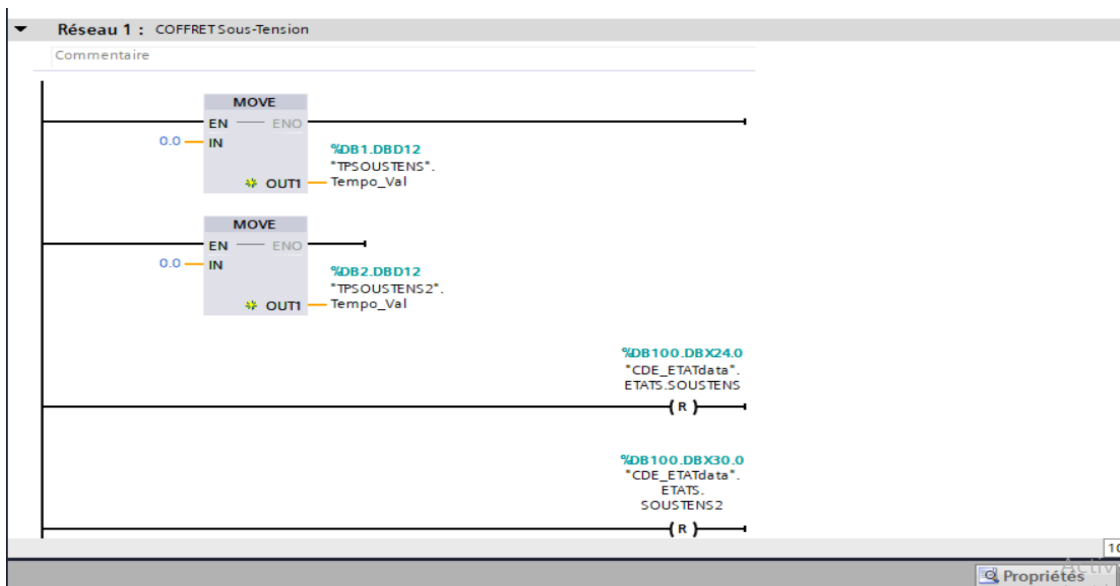 Réseau 1 : COFFRET Sous-Tension
Commentaire
MOVE
EN ENO
0.0 IN
%DB1.DBD12
"TPSOUSTENS".
OUT1 Tempo_Val
MOVE
EN ENO
0.0 IN
%DB2.DBD12
"TPSOUSTENS2".
OUT1 Tempo_Val
%DB100.DBX24.0
"CDE_ETATdata".
ETATS.SOUSTENS
R
%DB100.DBX30.0
"CDE_ETATdata".
ETATS.
SOUSTENS2
R
10
Propriétés